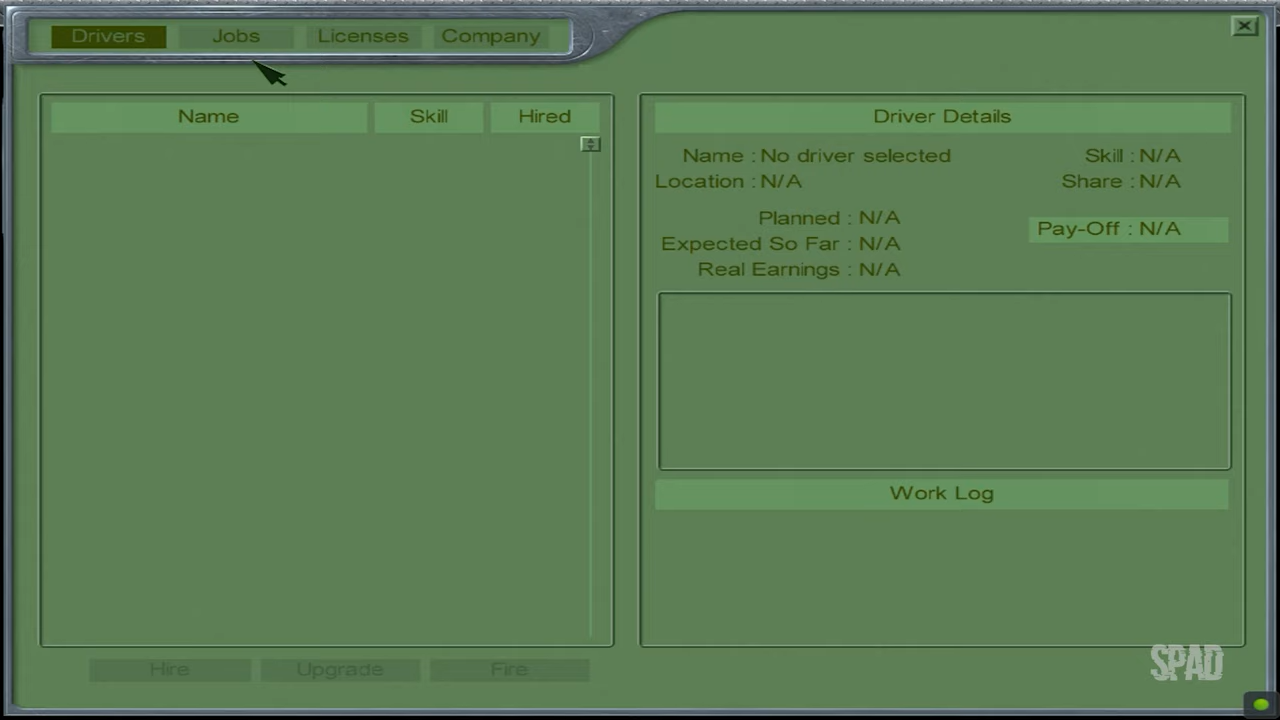 Drivers Jobs Licenses Company
Name Skill Hired
Driver Details
Name : No driver selected Skill : N/A
Location : N/A Share : N/A
Planned : N/A
Pay-Off : N/A
Expected So Far : N/A
Real Earnings : N/A
Work Log
Hire Upgrade Fire
SPAD